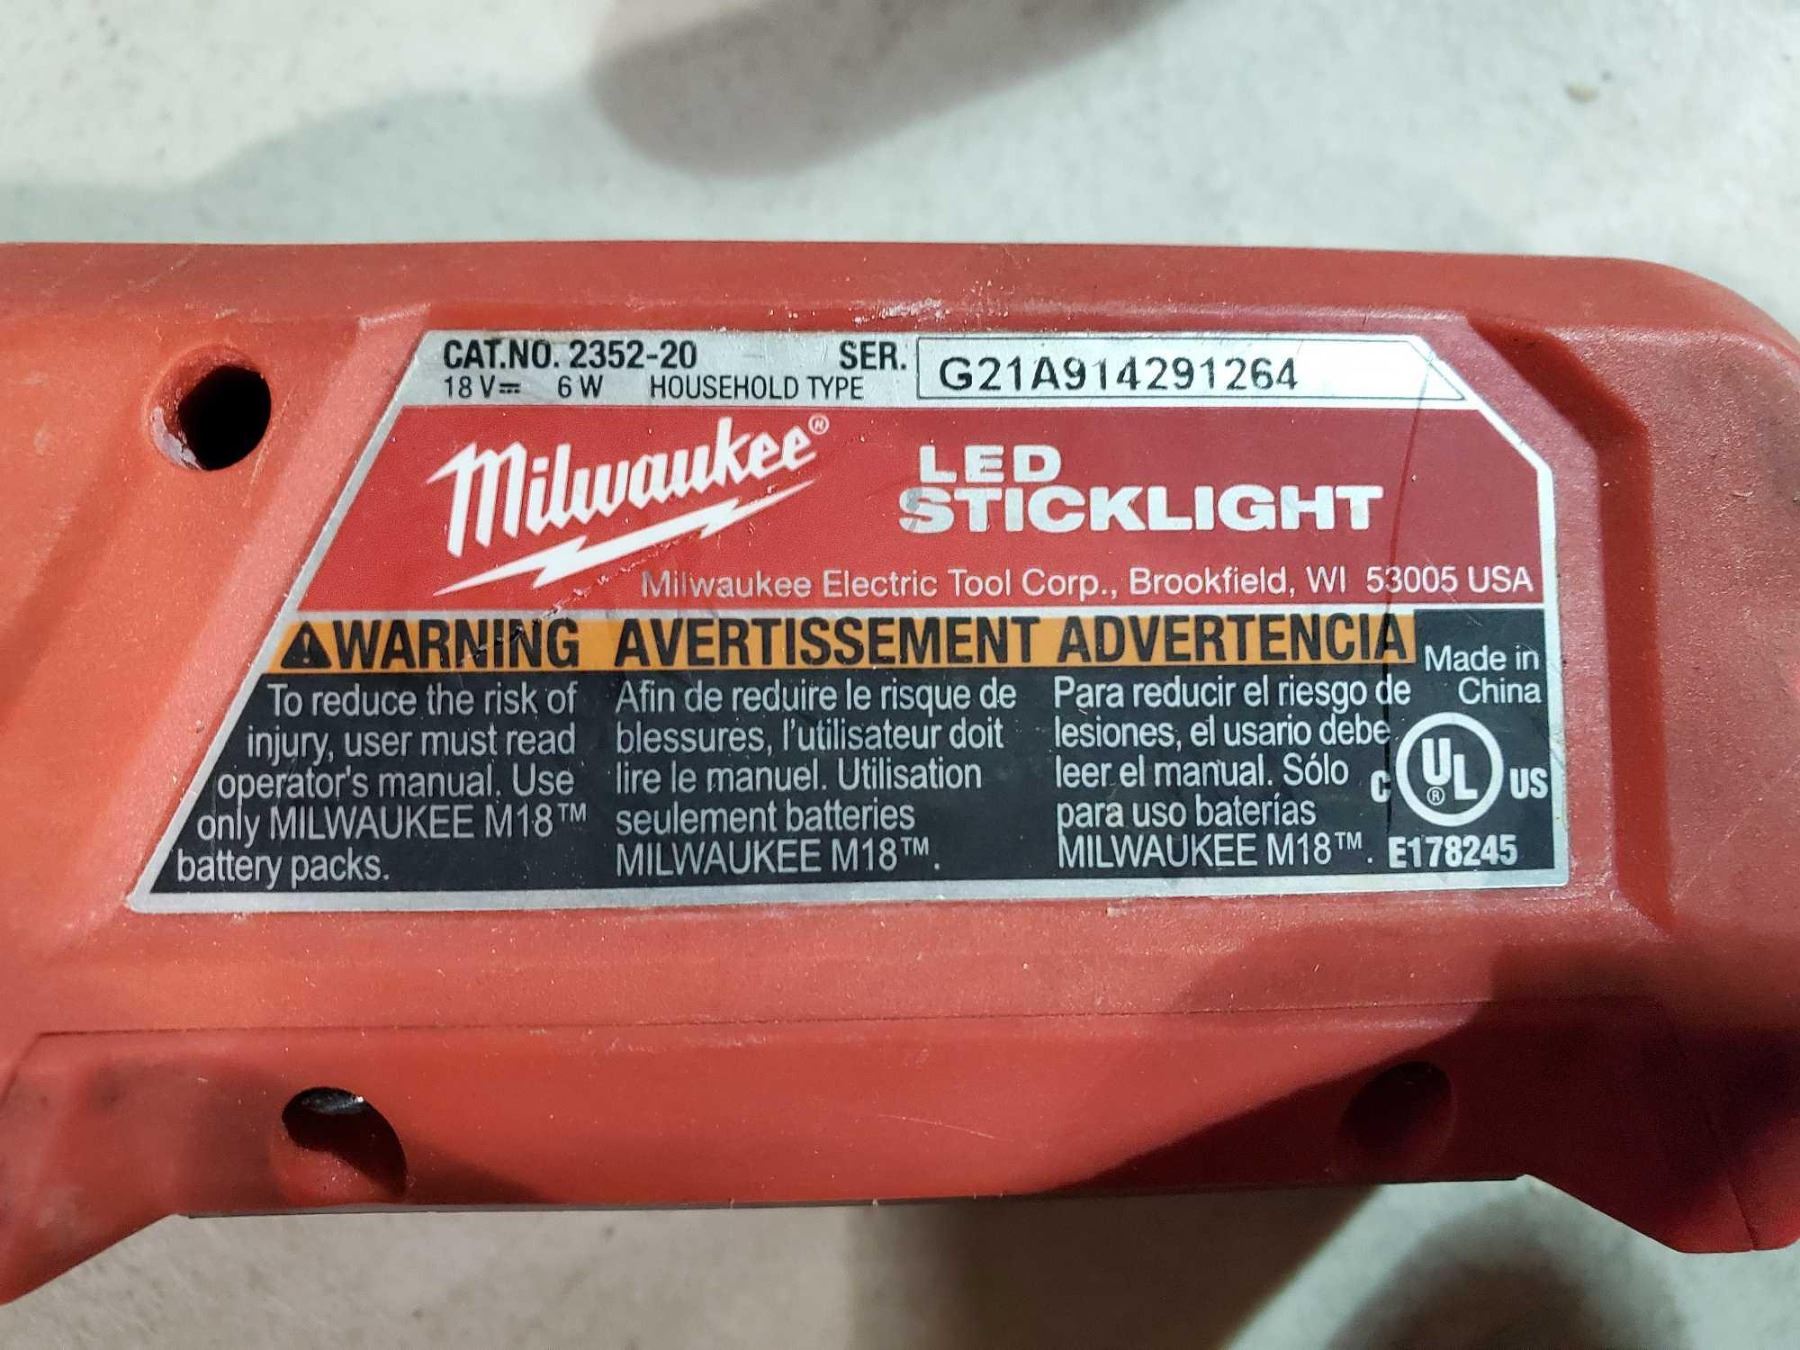 CAT.NO. 2352-20 SER. G21A914291264
18 V⎓ 6 W HOUSEHOLD TYPE
Milwaukee®
LED
STICKLIGHT
Milwaukee Electric Tool Corp., Brookfield, WI 53005 USA
⚠WARNING
To reduce the risk of
injury, user must read
operator's manual. Use
only MILWAUKEE M18™
battery packs.
AVERTISSEMENT
Afin de reduire le risque de
blessures, l'utilisateur doit
lire le manuel. Utilisation
seulement batteries
MILWAUKEE M18™.
ADVERTENCIA
Para reducir el riesgo de
lesiones, el usario debe
leer el manual. Sólo
para uso baterías
MILWAUKEE M18™.
Made in
China
C UL® US
E178245